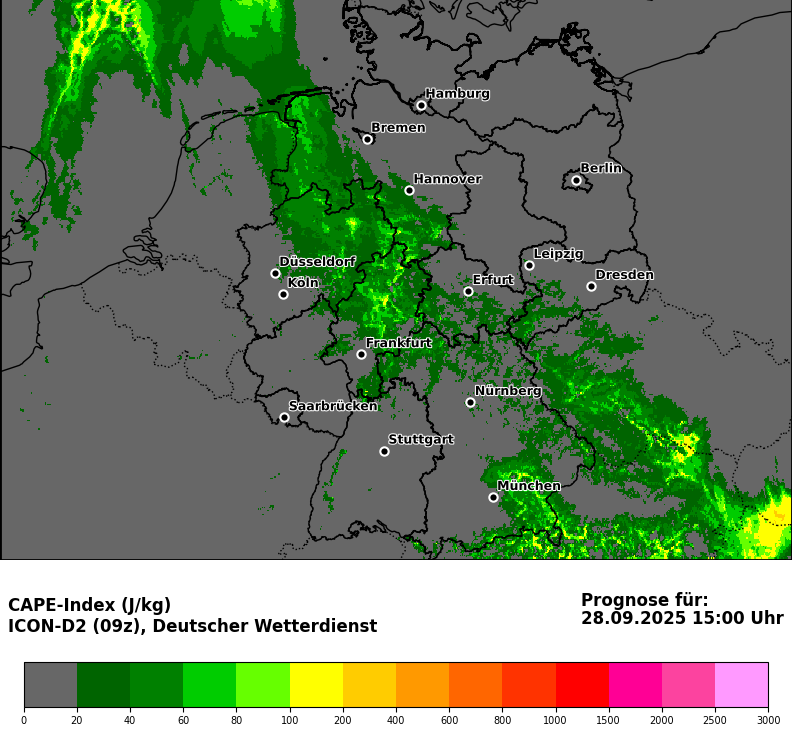 Hamburg
Bremen
Berlin
Hannover
Leipzig
Düsseldorf
Dresden
Köln
Erfurt
Frankfurt
Nürnberg
Saarbrücken
Stuttgart
München
CAPE-Index (J/kg)
ICON-D2 (09z), Deutscher Wetterdienst
Prognose für:
28.09.2025 15:00 Uhr
0 20 40 60 80 100 200 400 600 800 1000 1500 2000 2500 3000